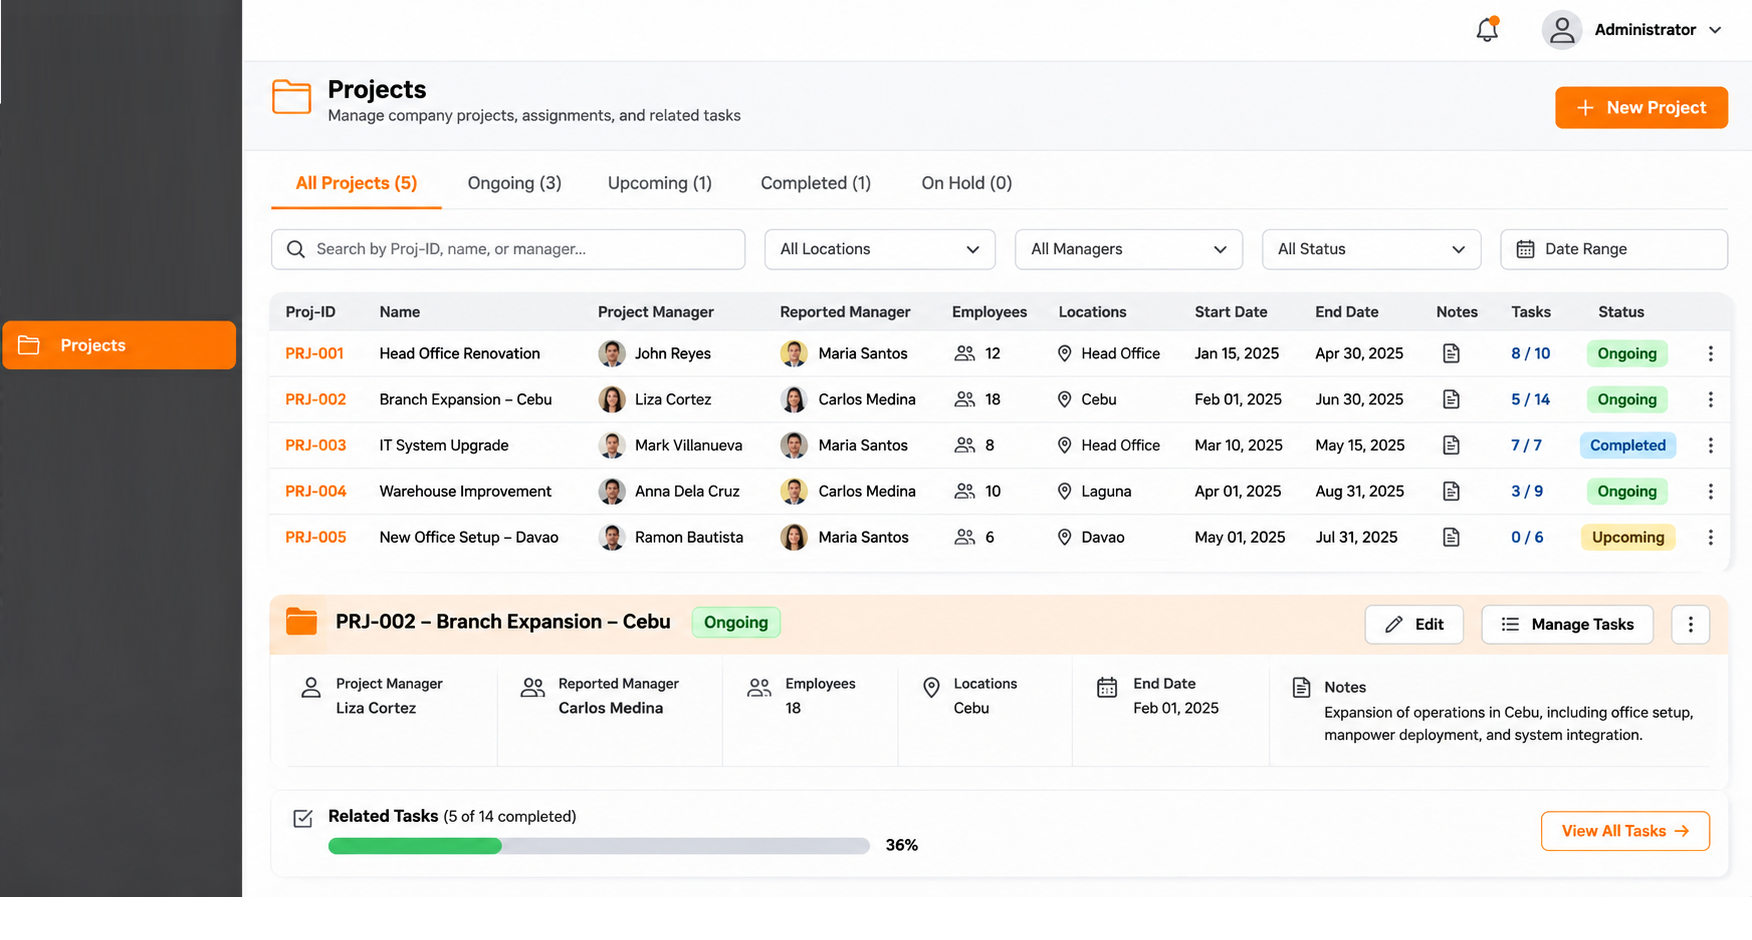 Administrator
Projects
Manage company projects, assignments, and related tasks
+ New Project
All Projects (5) Ongoing (3) Upcoming (1) Completed (1) On Hold (0)
Search by Proj-ID, name, or manager... All Locations All Managers All Status Date Range
Proj-ID Name Project Manager Reported Manager Employees Locations Start Date End Date Notes Tasks Status
PRJ-001 Head Office Renovation John Reyes Maria Santos 12 Head Office Jan 15, 2025 Apr 30, 2025 8 / 10 Ongoing
Projects
PRJ-002 Branch Expansion – Cebu Liza Cortez Carlos Medina 18 Cebu Feb 01, 2025 Jun 30, 2025 5 / 14 Ongoing
PRJ-003 IT System Upgrade Mark Villanueva Maria Santos 8 Head Office Mar 10, 2025 May 15, 2025 7 / 7 Completed
PRJ-004 Warehouse Improvement Anna Dela Cruz Carlos Medina 10 Laguna Apr 01, 2025 Aug 31, 2025 3 / 9 Ongoing
PRJ-005 New Office Setup – Davao Ramon Bautista Maria Santos 6 Davao May 01, 2025 Jul 31, 2025 0 / 6 Upcoming
PRJ-002 – Branch Expansion – Cebu Ongoing Edit Manage Tasks
Project Manager
Liza Cortez
Reported Manager
Carlos Medina
Employees
18
Locations
Cebu
End Date
Feb 01, 2025
Notes
Expansion of operations in Cebu, including office setup,
manpower deployment, and system integration.
Related Tasks (5 of 14 completed)
36%
View All Tasks →